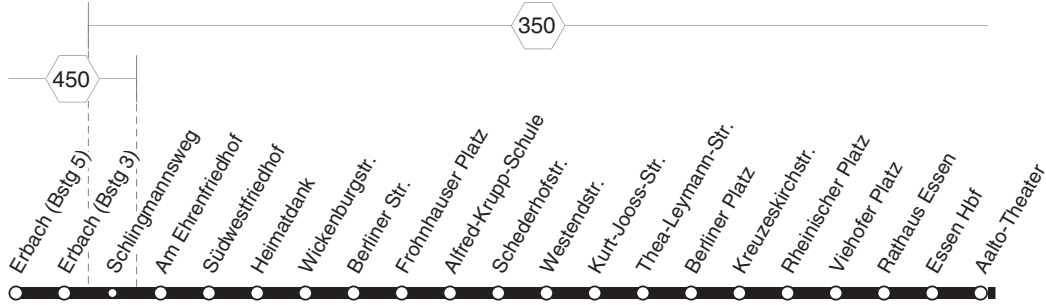 350
450
Erbach (Bstg 5)
Erbach (Bstg 3)
Schlingmannsweg
Am Ehrenfriedhof
Südwestfriedhof
Heimatdank
Wickenburgstr.
Berliner Str.
Frohnhauser Platz
Alfred-Krupp-Schule
Schederhofstr.
Westendstr.
Kurt-Jooss-Str.
Thea-Leymann-Str.
Berliner Platz
Kreuzeskirchstr.
Rheinischer Platz
Viehofer Platz
Rathaus Essen
Essen Hbf
Aalto-Theater